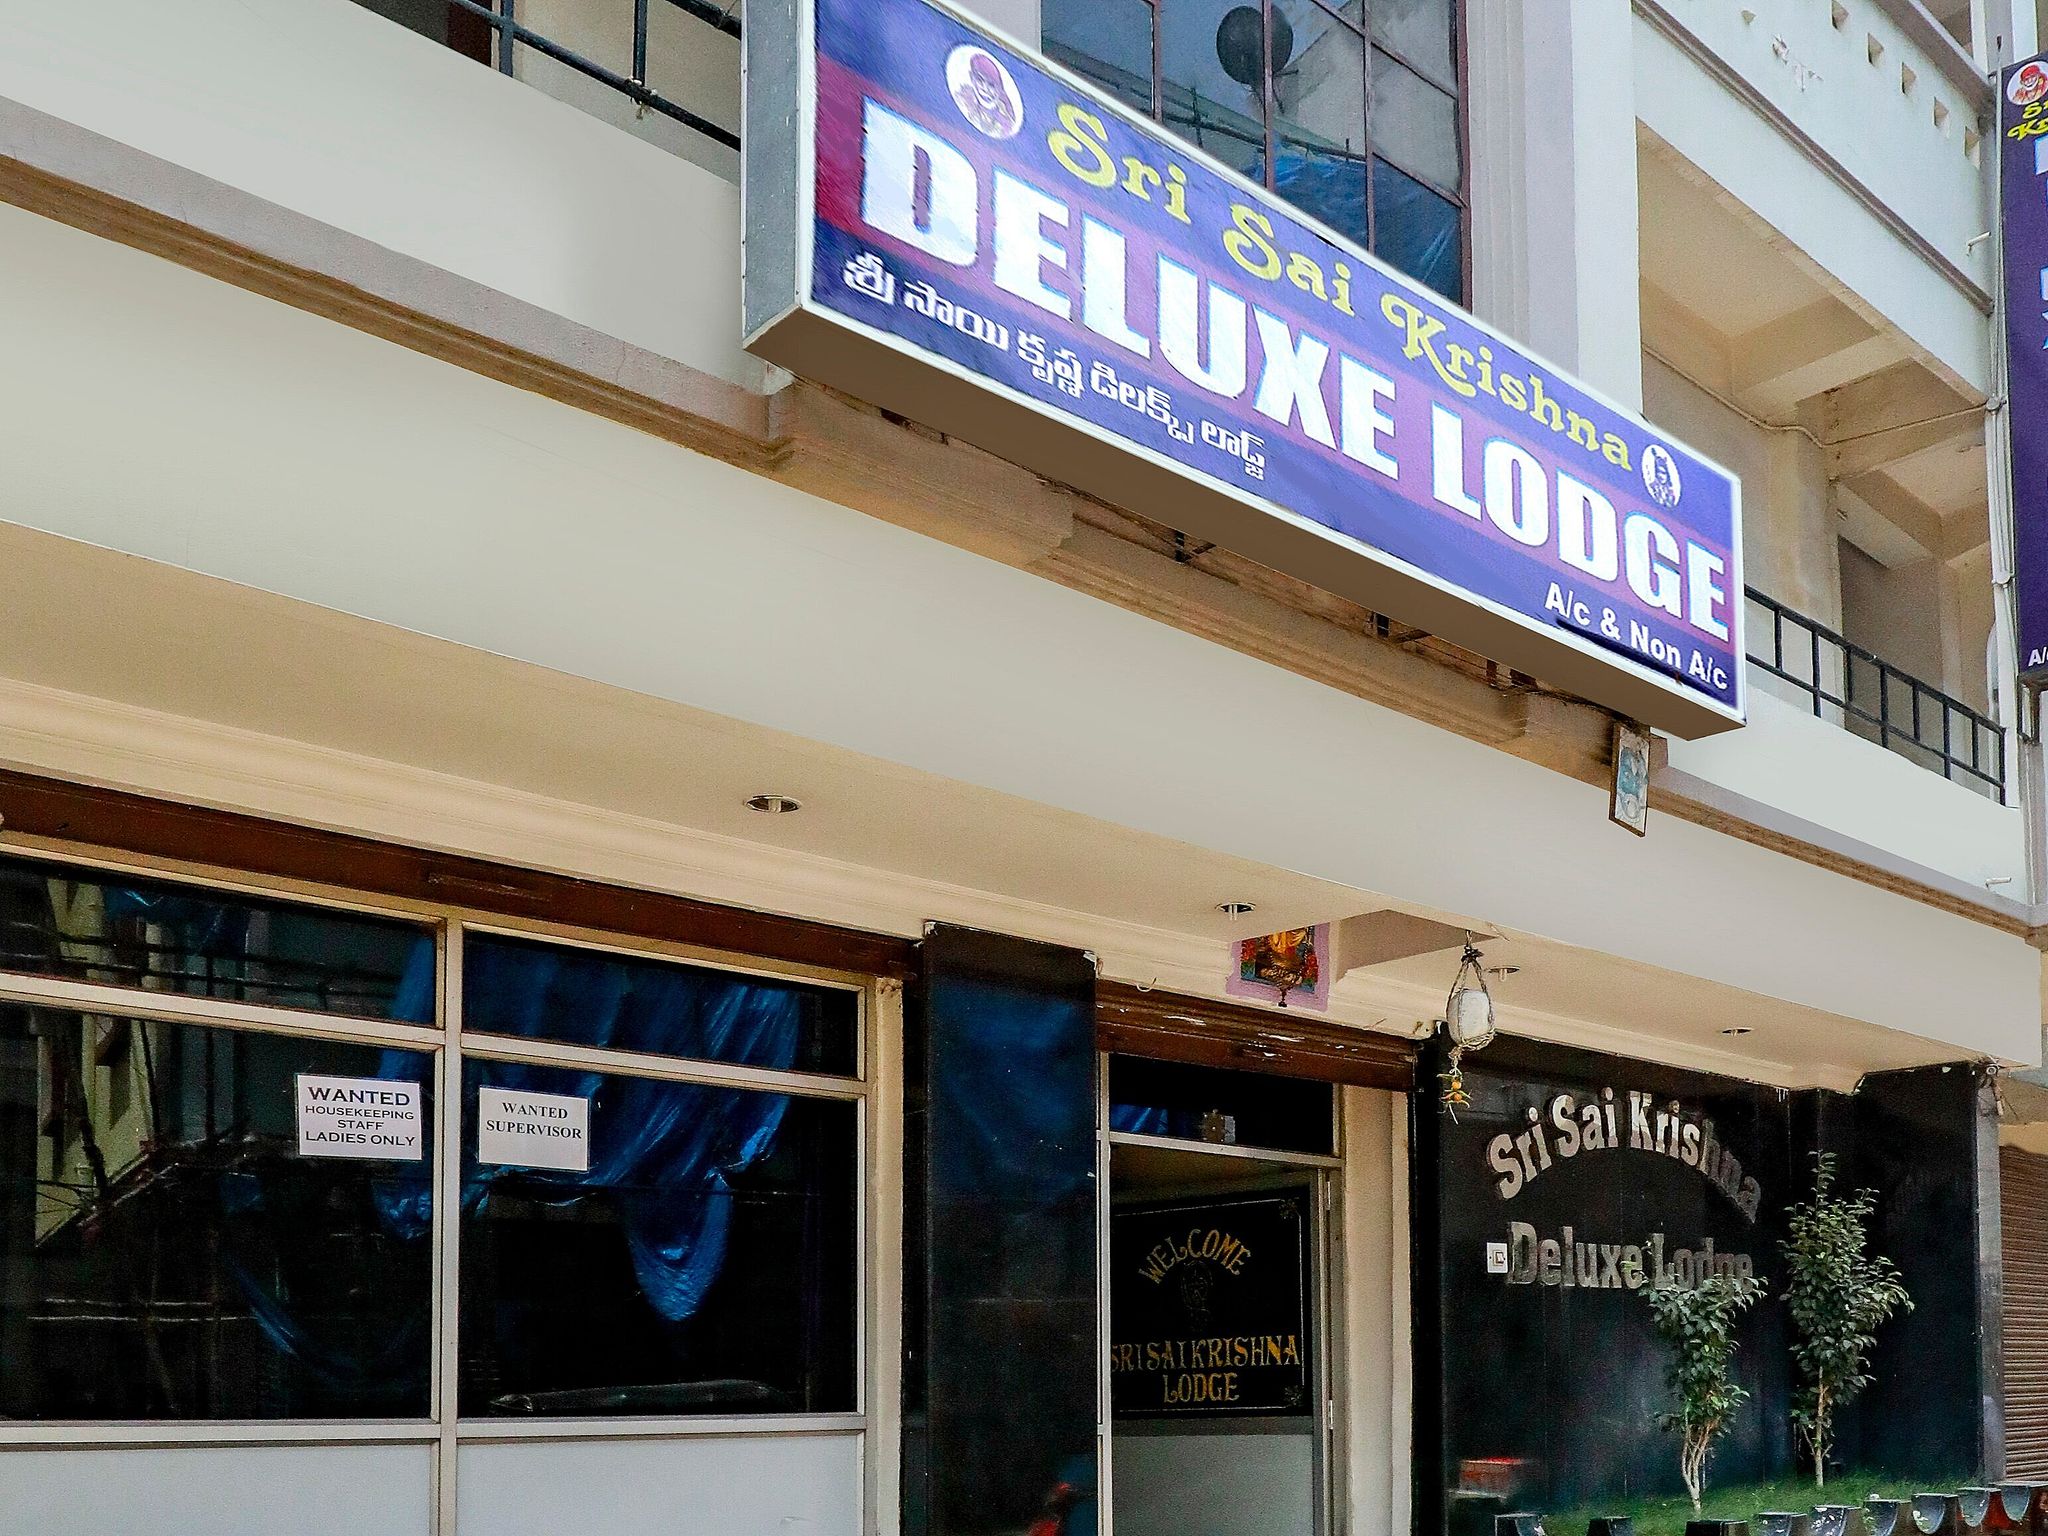 Sri Sai Krishna
DELUXE LODGE
శ్రీ సాయి కృష్ణ డిలక్స్ లాడ్జ్
A/c & Non A/c
WANTED
HOUSEKEEPING
STAFF
LADIES ONLY
WANTED
SUPERVISOR
WELCOME
SRI SAI KRISHNA
LODGE
Sri Sai Krishna
Deluxe Lodge